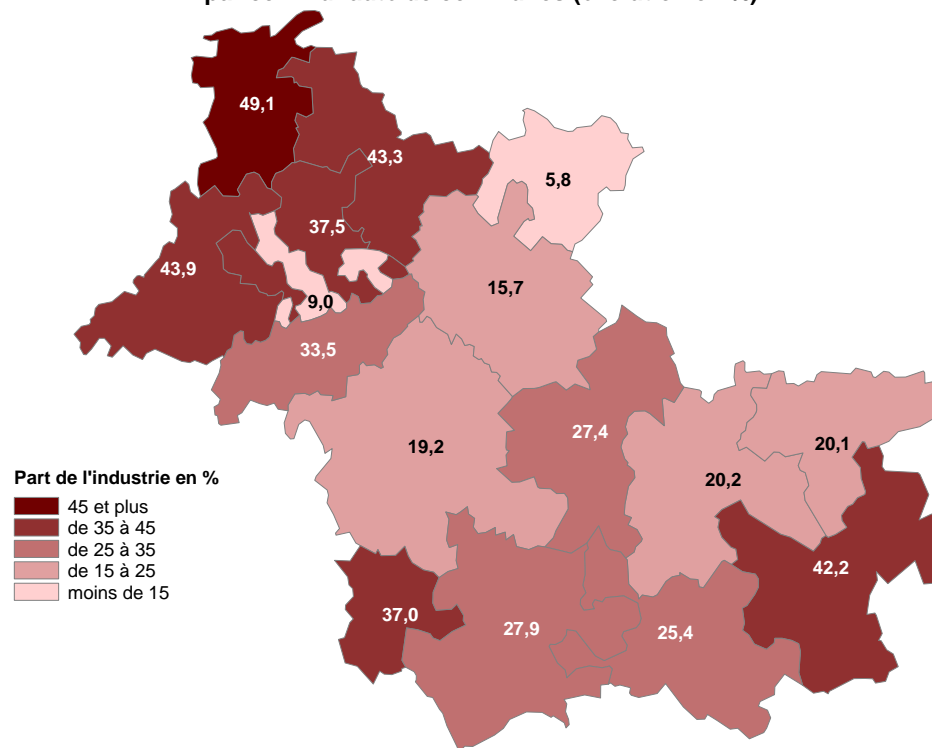 49,1
43,3
5,8
37,5
43,9
15,7
9,0
33,5
27,4
19,2
20,1
20,2
Part de l'industrie en %
45 et plus
de 35 à 45
de 25 à 35
de 15 à 25
moins de 15
42,2
37,0
27,9
25,4